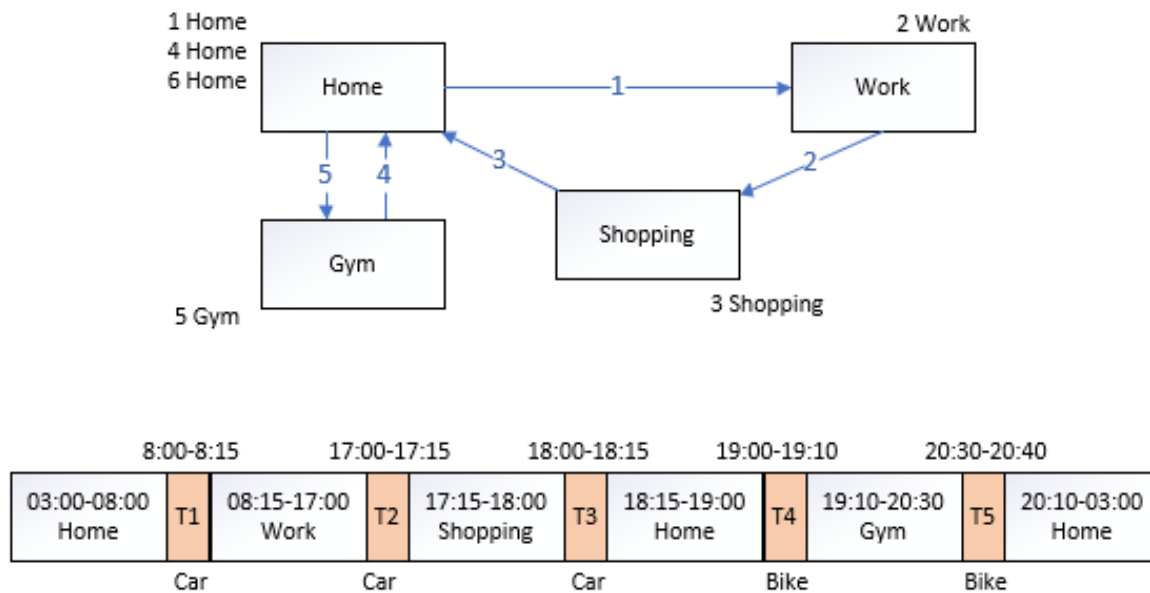 1 Home
4 Home
6 Home
2 Work
Home
1
Work
5
4
3
2
Gym
Shopping
5 Gym
3 Shopping
8:00-8:15
17:00-17:15
18:00-18:15
19:00-19:10
20:30-20:40
03:00-08:00
Home
T1
08:15-17:00
Work
T2
17:15-18:00
Shopping
T3
18:15-19:00
Home
T4
19:10-20:30
Gym
T5
20:10-03:00
Home
Car
Car
Car
Bike
Bike